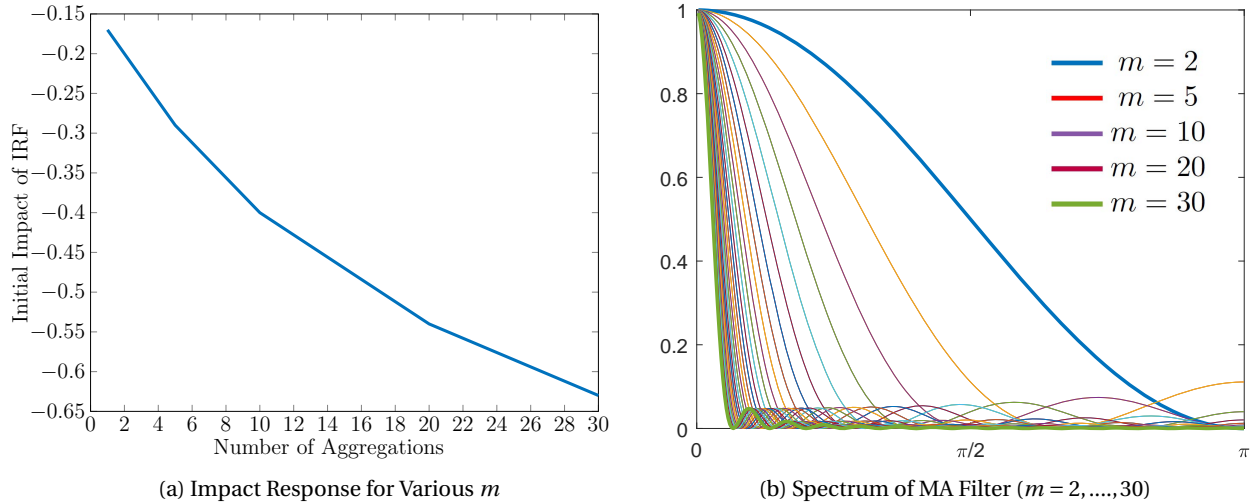 −0.15
−0.2
−0.25
−0.3
−0.35
−0.4
−0.45
−0.5
−0.55
−0.6
−0.65
Initial Impact of IRF
0 2 4 6 8 10 12 14 16 18 20 22 24 26 28 30
Number of Aggregations
(a) Impact Response for Various m
1
0.8
0.6
0.4
0.2
0
0 π/2 π
m = 2
m = 5
m = 10
m = 20
m = 30
(b) Spectrum of MA Filter (m = 2, ...., 30)